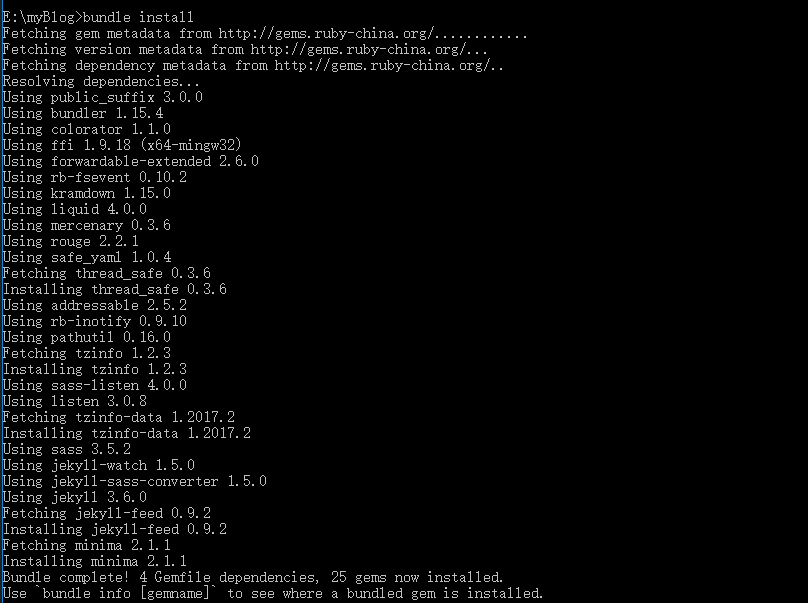 E:\myBlog>bundle install
Fetching gem metadata from http://gems.ruby-china.org/............
Fetching version metadata from http://gems.ruby-china.org/...
Fetching dependency metadata from http://gems.ruby-china.org/..
Resolving dependencies...
Using public_suffix 3.0.0
Using bundler 1.15.4
Using colorator 1.1.0
Using ffi 1.9.18 (x64-mingw32)
Using forwardable-extended 2.6.0
Using rb-fsevent 0.10.2
Using kramdown 1.15.0
Using liquid 4.0.0
Using mercenary 0.3.6
Using rouge 2.2.1
Using safe_yaml 1.0.4
Fetching thread_safe 0.3.6
Installing thread_safe 0.3.6
Using addressable 2.5.2
Using rb-inotify 0.9.10
Using pathutil 0.16.0
Fetching tzinfo 1.2.3
Installing tzinfo 1.2.3
Using sass-listen 4.0.0
Using listen 3.0.8
Fetching tzinfo-data 1.2017.2
Installing tzinfo-data 1.2017.2
Using sass 3.5.2
Using jekyll-watch 1.5.0
Using jekyll-sass-converter 1.5.0
Using jekyll 3.6.0
Fetching jekyll-feed 0.9.2
Installing jekyll-feed 0.9.2
Fetching minima 2.1.1
Installing minima 2.1.1
Bundle complete! 4 Gemfile dependencies, 25 gems now installed.
Use `bundle info [gemname]` to see where a bundled gem is installed.